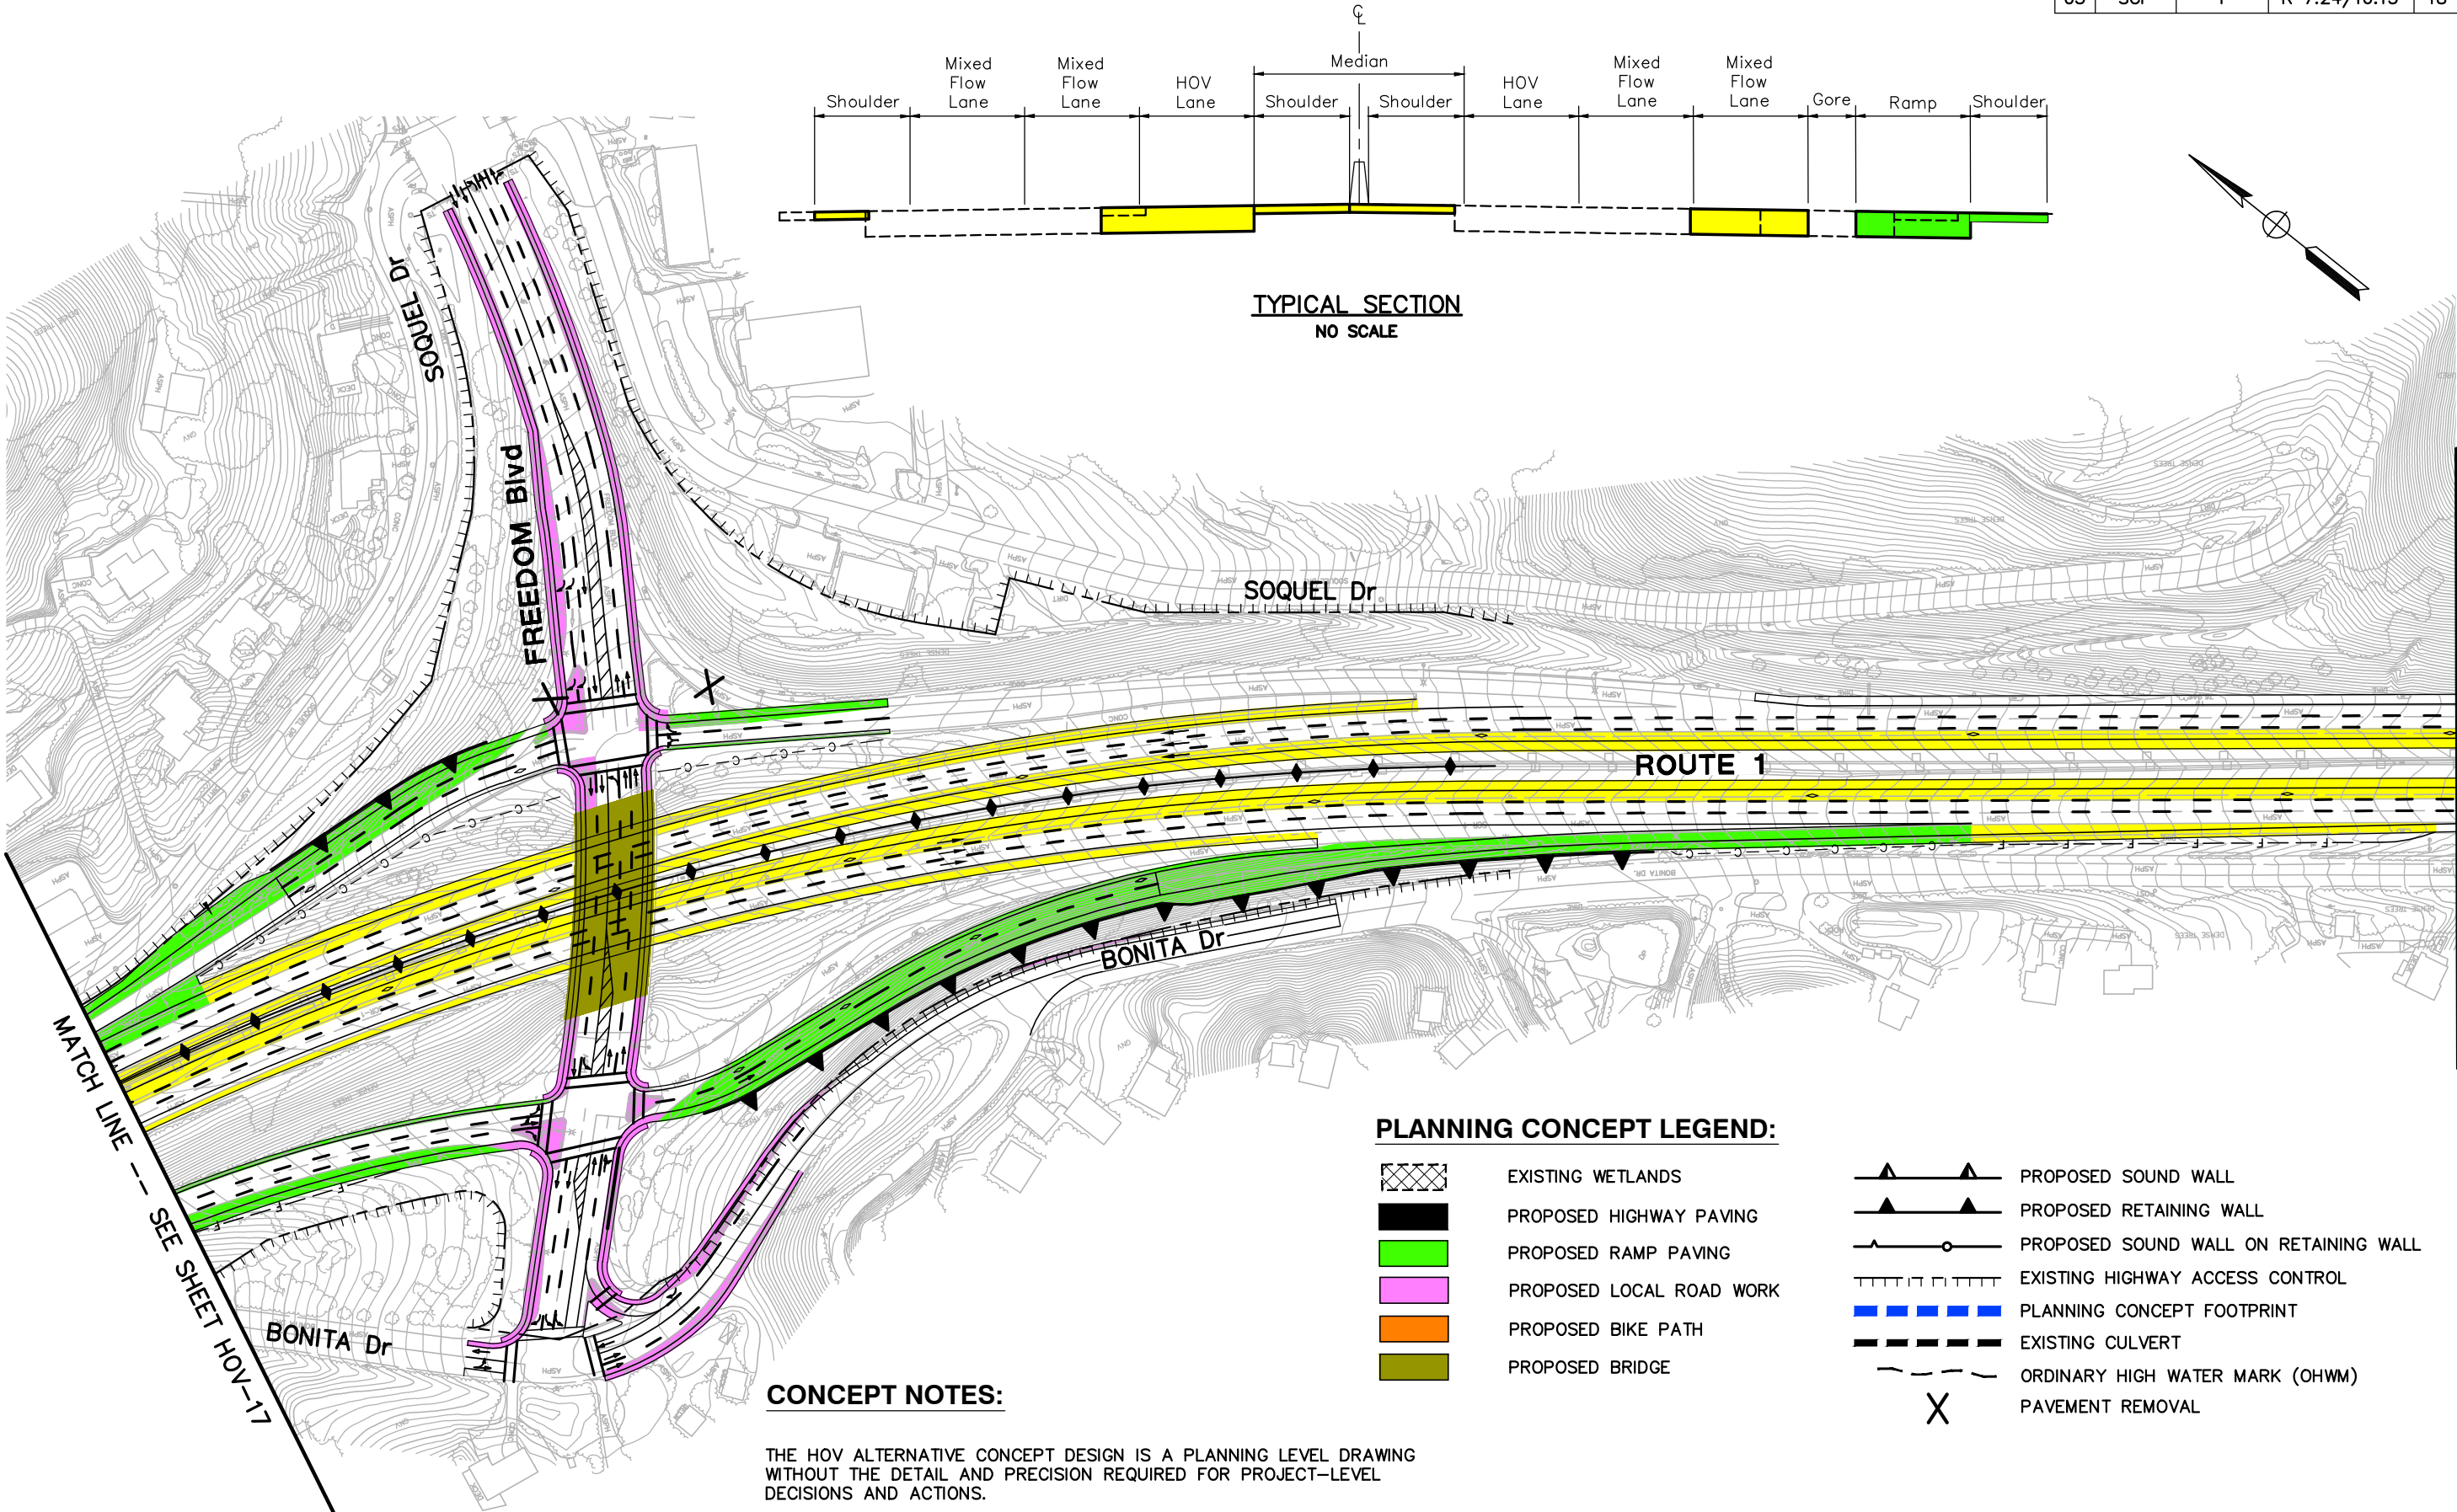 ℄
Median
Shoulder
Mixed
Flow
Lane
Mixed
Flow
Lane
HOV
Lane
Shoulder
Shoulder
HOV
Lane
Mixed
Flow
Lane
Mixed
Flow
Lane
Gore
Ramp
Shoulder
TYPICAL SECTION
NO SCALE
SOQUEL Dr
FREEDOM Blvd
SOQUEL Dr
ROUTE 1
BONITA Dr
BONITA Dr
MATCH LINE -- SEE SHEET HOV-17
PLANNING CONCEPT LEGEND:
EXISTING WETLANDS
PROPOSED HIGHWAY PAVING
PROPOSED RAMP PAVING
PROPOSED LOCAL ROAD WORK
PROPOSED BIKE PATH
PROPOSED BRIDGE
PROPOSED SOUND WALL
PROPOSED RETAINING WALL
PROPOSED SOUND WALL ON RETAINING WALL
EXISTING HIGHWAY ACCESS CONTROL
PLANNING CONCEPT FOOTPRINT
EXISTING CULVERT
ORDINARY HIGH WATER MARK (OHWM)
PAVEMENT REMOVAL
CONCEPT NOTES:
THE HOV ALTERNATIVE CONCEPT DESIGN IS A PLANNING LEVEL DRAWING
WITHOUT THE DETAIL AND PRECISION REQUIRED FOR PROJECT-LEVEL
DECISIONS AND ACTIONS.